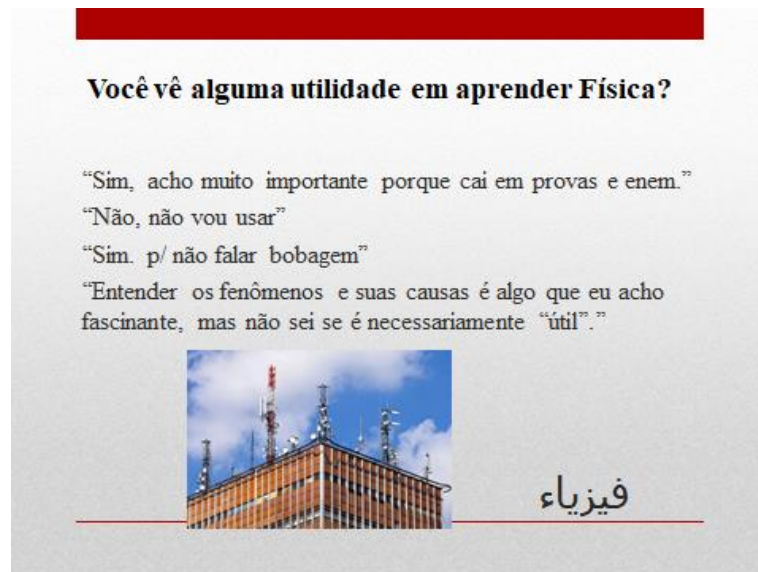 Você vê alguma utilidade em aprender Física?
“Sim, acho muito importante porque cai em provas e enem.”
“Não, não vou usar”
“Sim. p/ não falar bobagem”
“Entender os fenômenos e suas causas é algo que eu acho
fascinante, mas não sei se é necessariamente “útil”.”
فيزياء